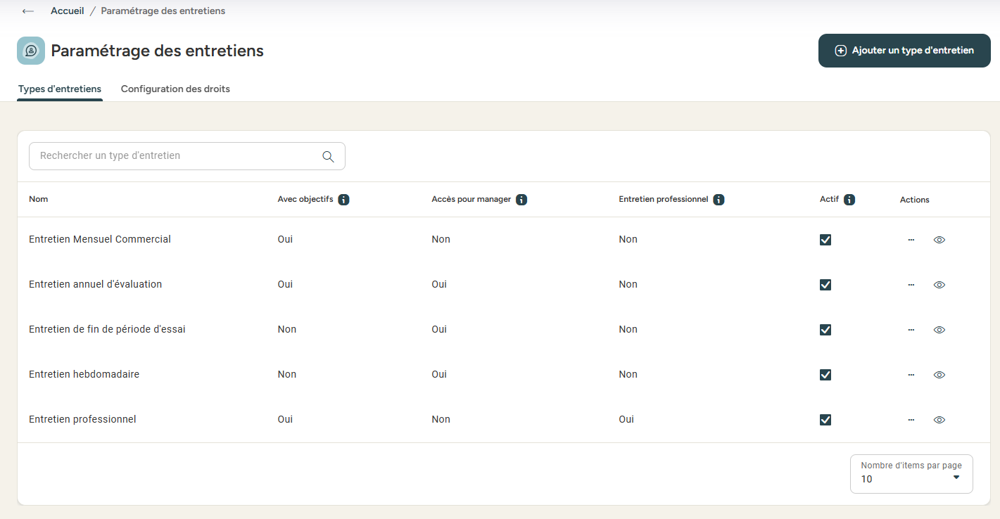 Accueil / Paramétrage des entretiens
Paramétrage des entretiens
Ajouter un type d'entretien
Types d'entretiens Configuration des droits
Rechercher un type d'entretien
Nom Avec objectifs Accès pour manager Entretien professionnel Actif Actions
Entretien Mensuel Commercial Oui Non Non
Entretien annuel d'évaluation Oui Oui Non
Entretien de fin de période d'essai Non Oui Non
Entretien hebdomadaire Non Oui Non
Entretien professionnel Oui Non Oui
Nombre d'items par page
10